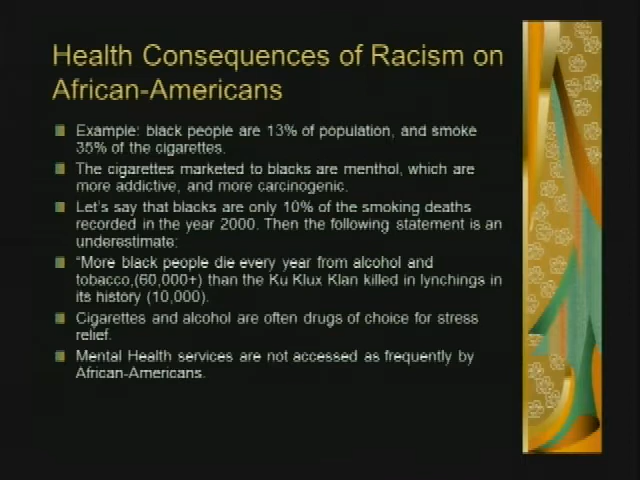 Health Consequences of Racism on
African-Americans
Example: black people are 13% of population, and smoke
35% of the cigarettes.
The cigarettes marketed to blacks are menthol, which are
more addictive, and more carcinogenic.
Let's say that blacks are only 10% of the smoking deaths
recorded in the year 2000. Then the following statement is an
underestimate:
“More black people die every year from alcohol and
tobacco,(60,000+) than the Ku Klux Klan killed in lynchings in
its history (10,000).
Cigarettes and alcohol are often drugs of choice for stress
relief.
Mental Health services are not accessed as frequently by
African-Americans.